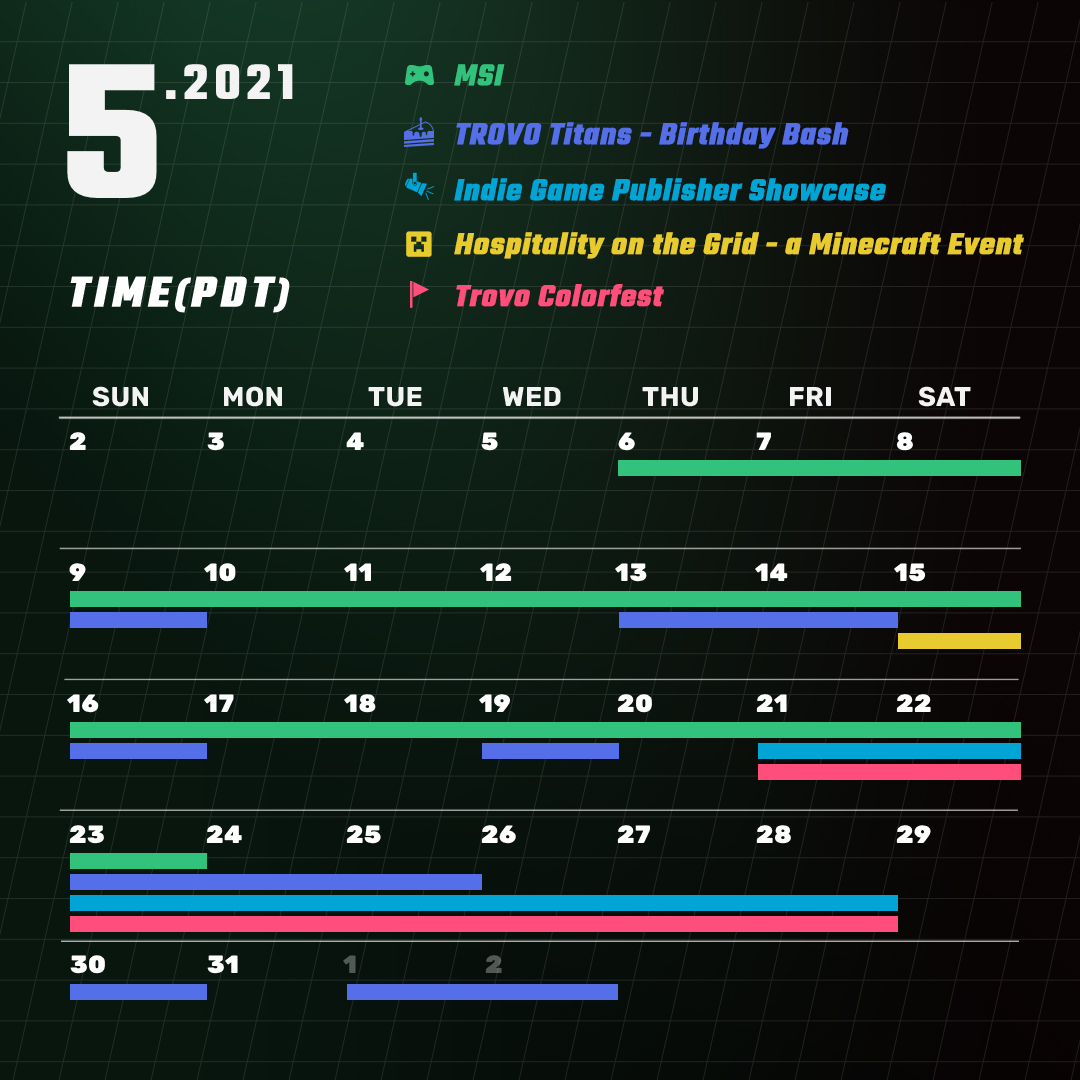 5.2021
MSI
TROVO Titans - Birthday Bash
Indie Game Publisher Showcase
Hospitality on the Grid - a Minecraft Event
TIME(PDT)
Trovo Colorfest
SUN MON TUE WED THU FRI SAT
2 3 4 5 6 7 8
9 10 11 12 13 14 15
16 17 18 19 20 21 22
23 24 25 26 27 28 29
30 31 1 2